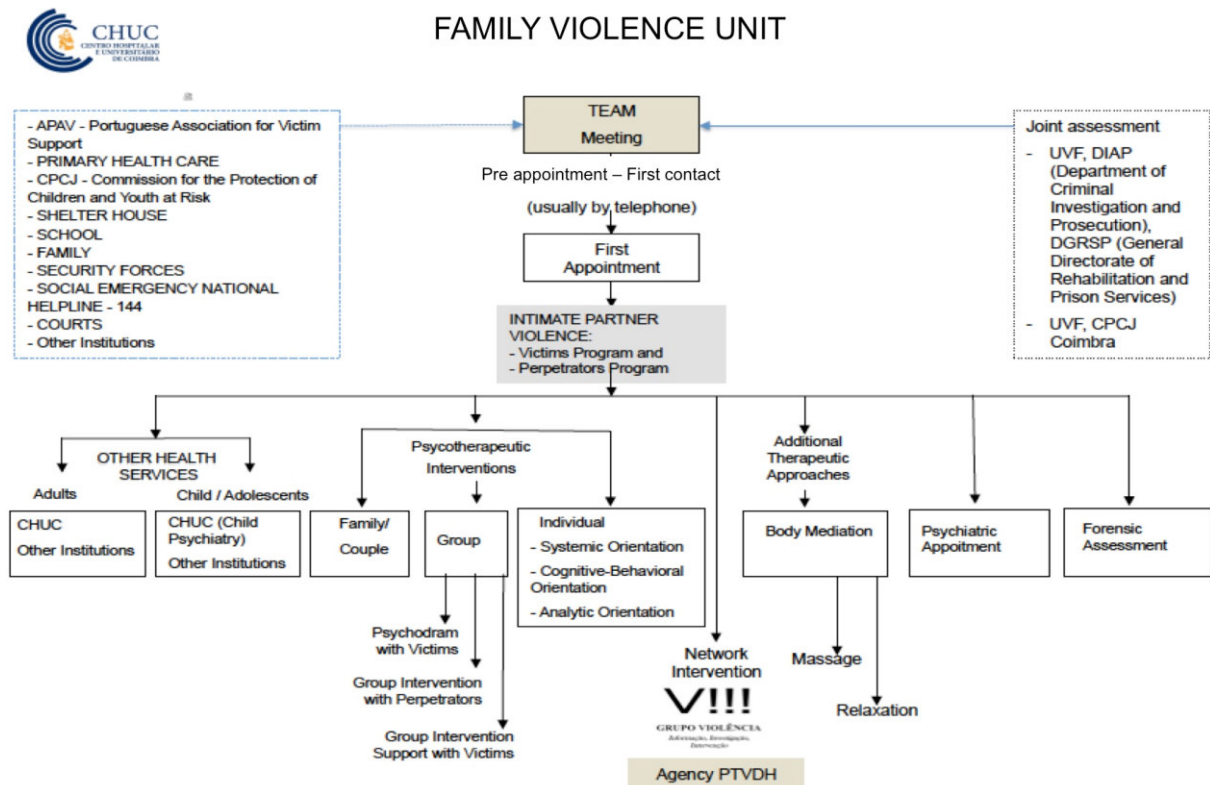 CHUC
CENTRO HOSPITALAR
E UNIVERSITÁRIO
DE COIMBRA
FAMILY VIOLENCE UNIT
- APAV - Portuguese Association for Victim
Support
- PRIMARY HEALTH CARE
- CPCJ - Commission for the Protection of
Children and Youth at Risk
- SHELTER HOUSE
- SCHOOL
- FAMILY
- SECURITY FORCES
- SOCIAL EMERGENCY NATIONAL
HELPLINE - 144
- COURTS
- Other Institutions
TEAM
Meeting
Pre appointment – First contact
(usually by telephone)
First
Appointment
INTIMATE PARTNER
VIOLENCE:
- Victims Program and
- Perpetrators Program
Joint assessment
- UVF, DIAP
(Department of
Criminal
Investigation and
Prosecution),
DGRSP (General
Directorate of
Rehabilitation and
Prison Services)
- UVF, CPCJ
Coimbra
OTHER HEALTH
SERVICES
Adults
Child / Adolescents
CHUC
Other Institutions
CHUC (Child
Psychiatry)
Other Institutions
Psycotherapeutic
Interventions
Family/
Couple
Group
Individual
- Systemic Orientation
- Cognitive-Behavioral
Orientation
- Analytic Orientation
Psychodram
with Victims
Group Intervention
with Perpetrators
Group Intervention
Support with Victims
Network
Intervention
V!!!
GRUPO VIOLÊNCIA
Informação, Investigação,
Intervenção
Agency PTVDH
Additional
Therapeutic
Approaches
Body Mediation
Massage
Relaxation
Psychiatric
Appoitment
Forensic
Assessment